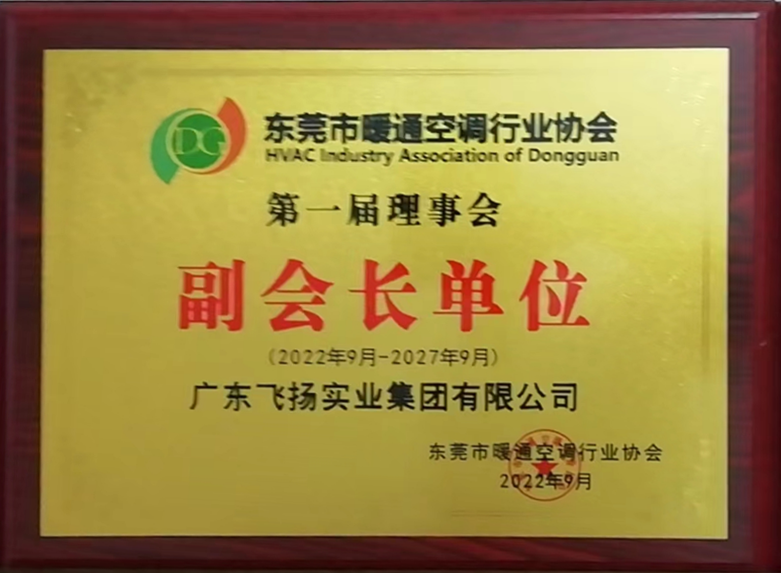 DG
东莞市暖通空调行业协会
HVAC Industry Association of Dongguan
第一届理事会
副会长单位
(2022年9月-2027年9月)
广东飞扬实业集团有限公司
东莞市暖通空调行业协会
2022年9月